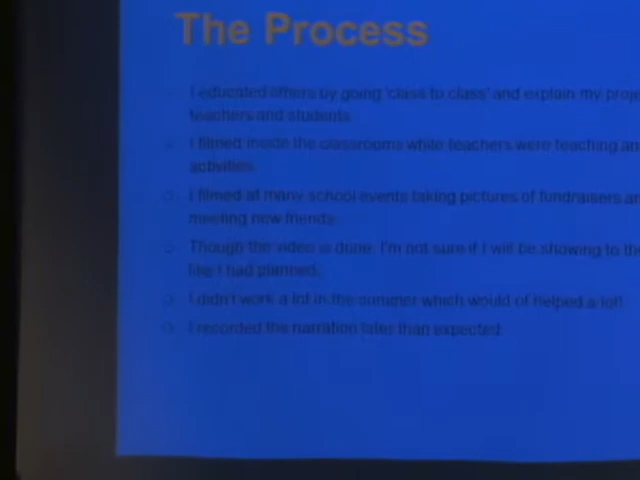 The Process
I educated others by going 'class to class' and explain my
teachers and students.
I filmed inside the classrooms while teachers were teaching
activities.
I filmed at many school events taking pictures of fundraisers
meeting new friends.
Though the video is done, I'm not sure if I will be showing to
like I had planned.
I didn't work a lot in the summer which would of helped a lot!
I recorded the narration later than expected.